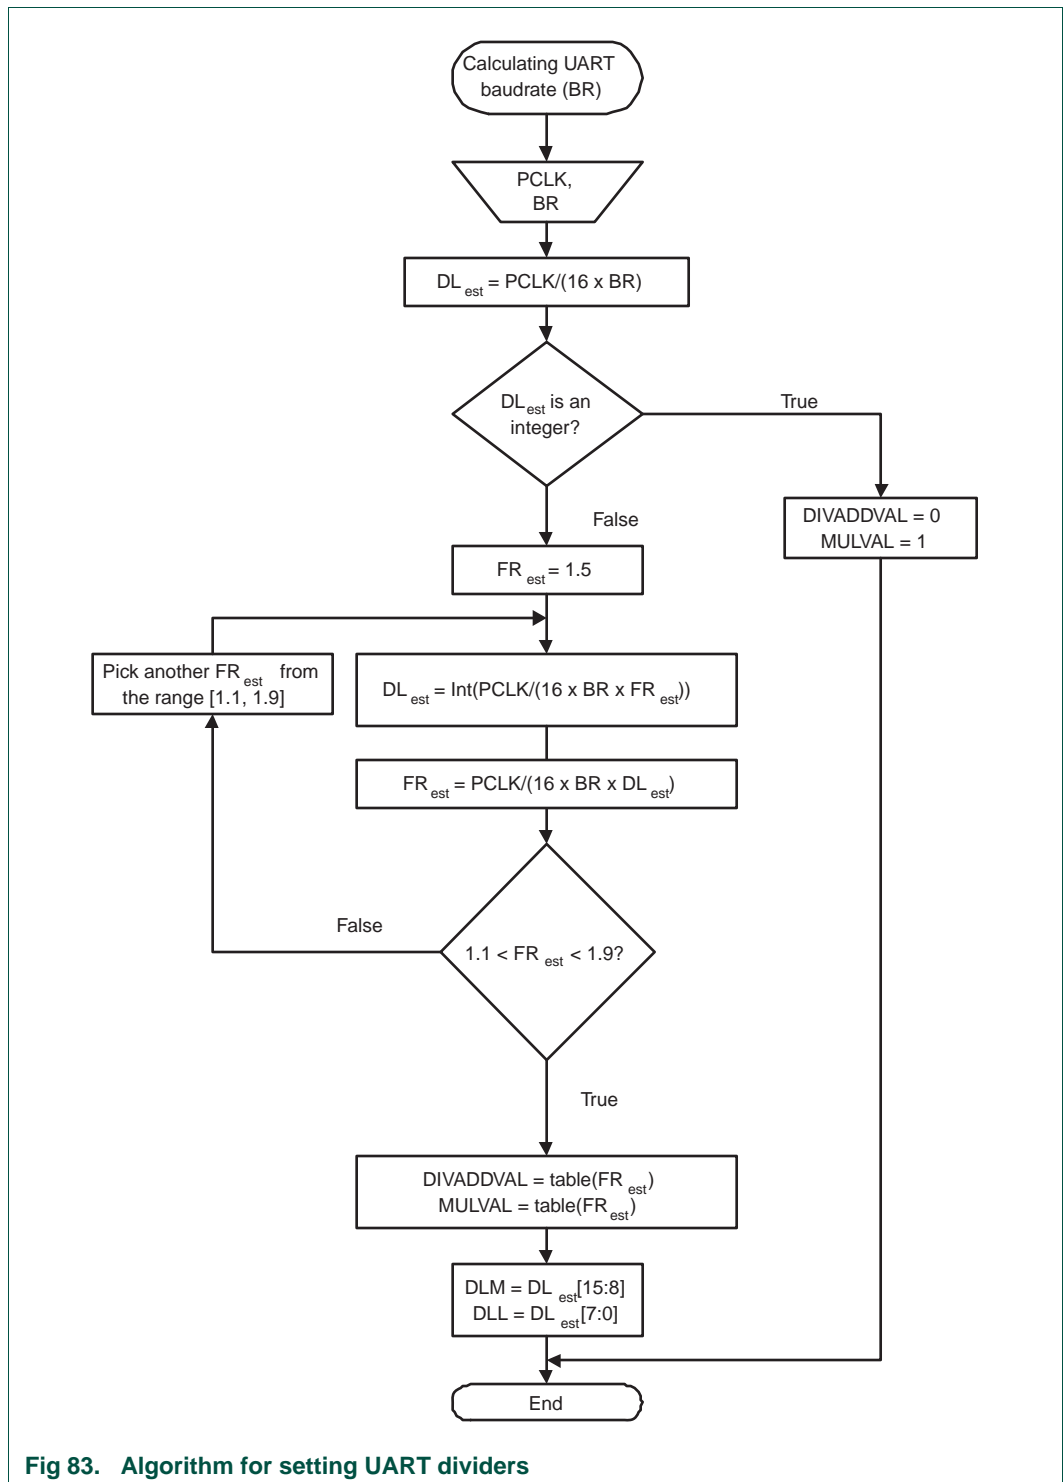 Calculating UART
baudrate (BR)
PCLK,
BR
DL est = PCLK/(16 x BR)
DL est is an
integer?
True
False
DIVADDVAL = 0
MULVAL = 1
FR est = 1.5
Pick another FR est from
the range [1.1, 1.9]
DL est = Int(PCLK/(16 x BR x FR est))
FR est = PCLK/(16 x BR x DL est)
False
1.1 < FR est < 1.9?
True
DIVADDVAL = table(FR est)
MULVAL = table(FR est)
DLM = DL est[15:8]
DLL = DL est[7:0]
End
Fig 83. Algorithm for setting UART dividers